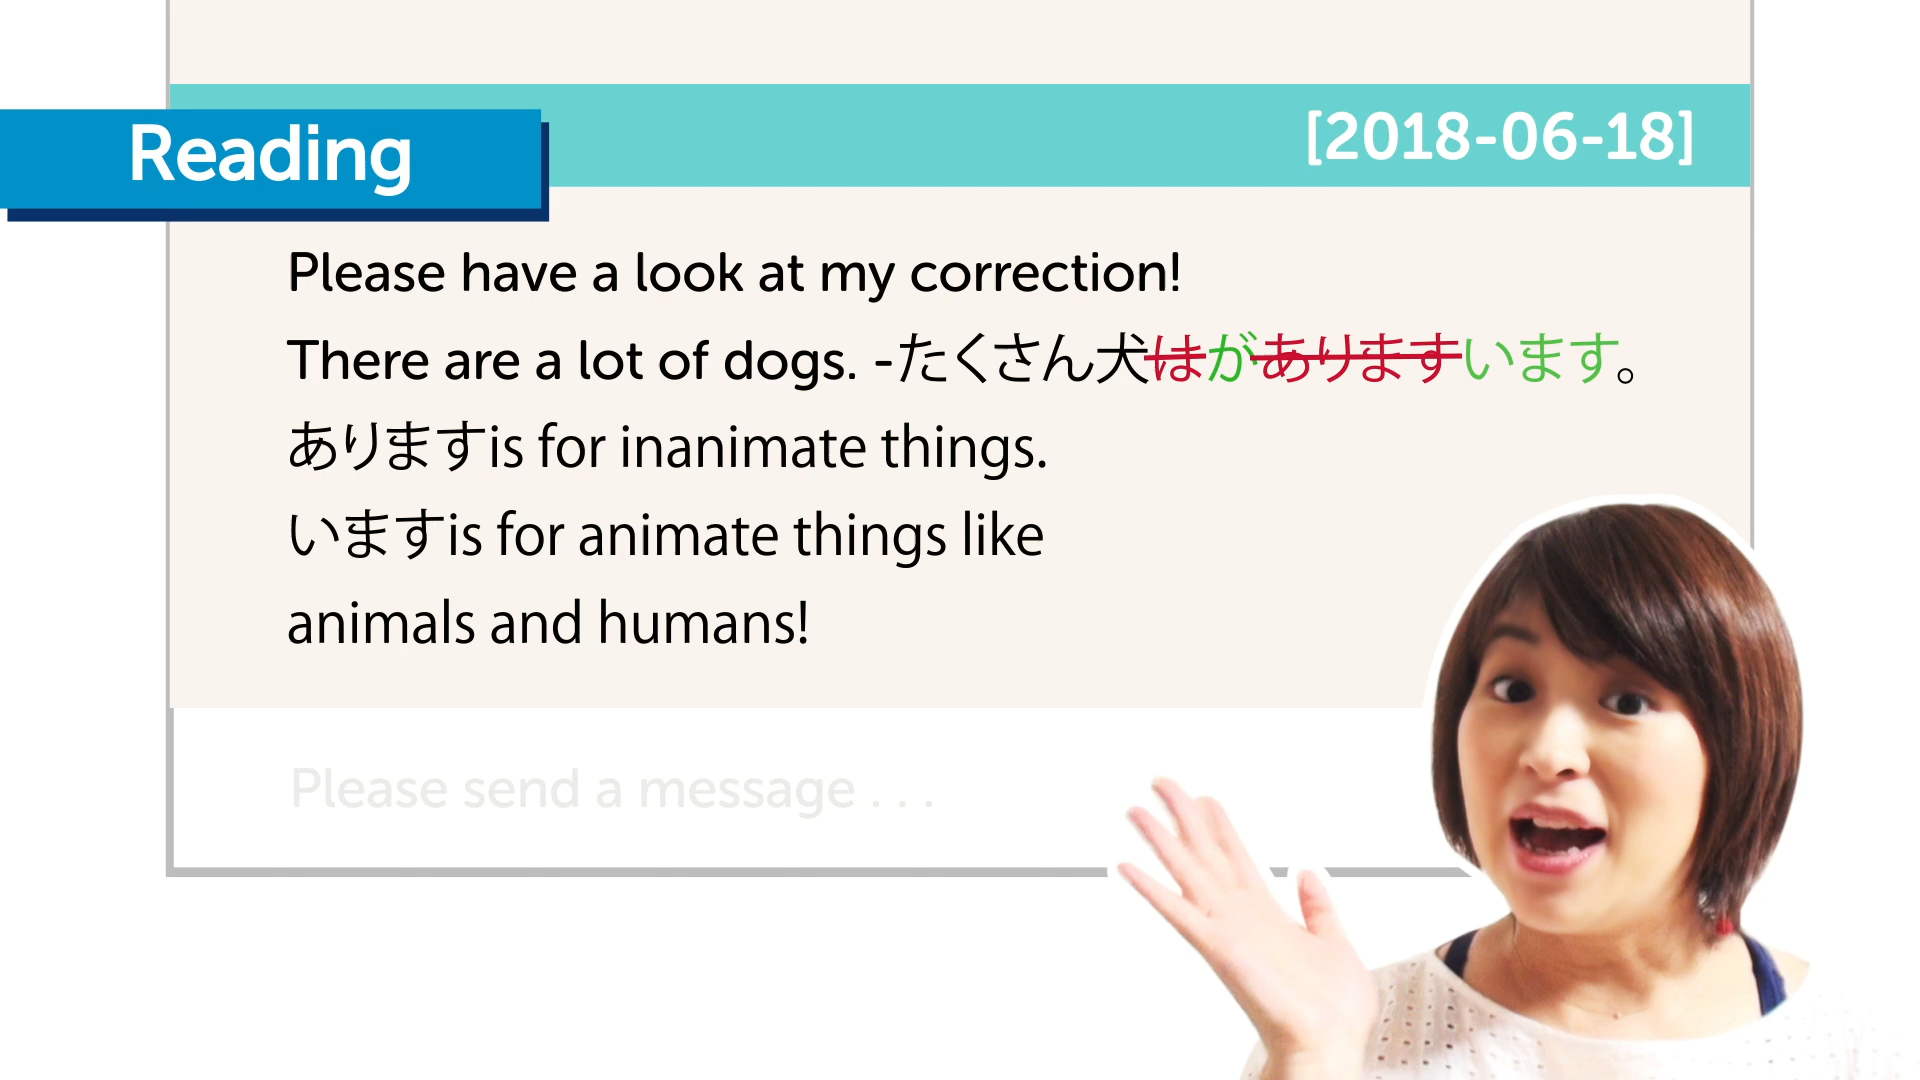 Reading
[2018-06-18]
Please have a look at my correction!
There are a lot of dogs. -たくさん犬はがありますいます。
ありますis for inanimate things.
いますis for animate things like
animals and humans!
Please send a message . . .